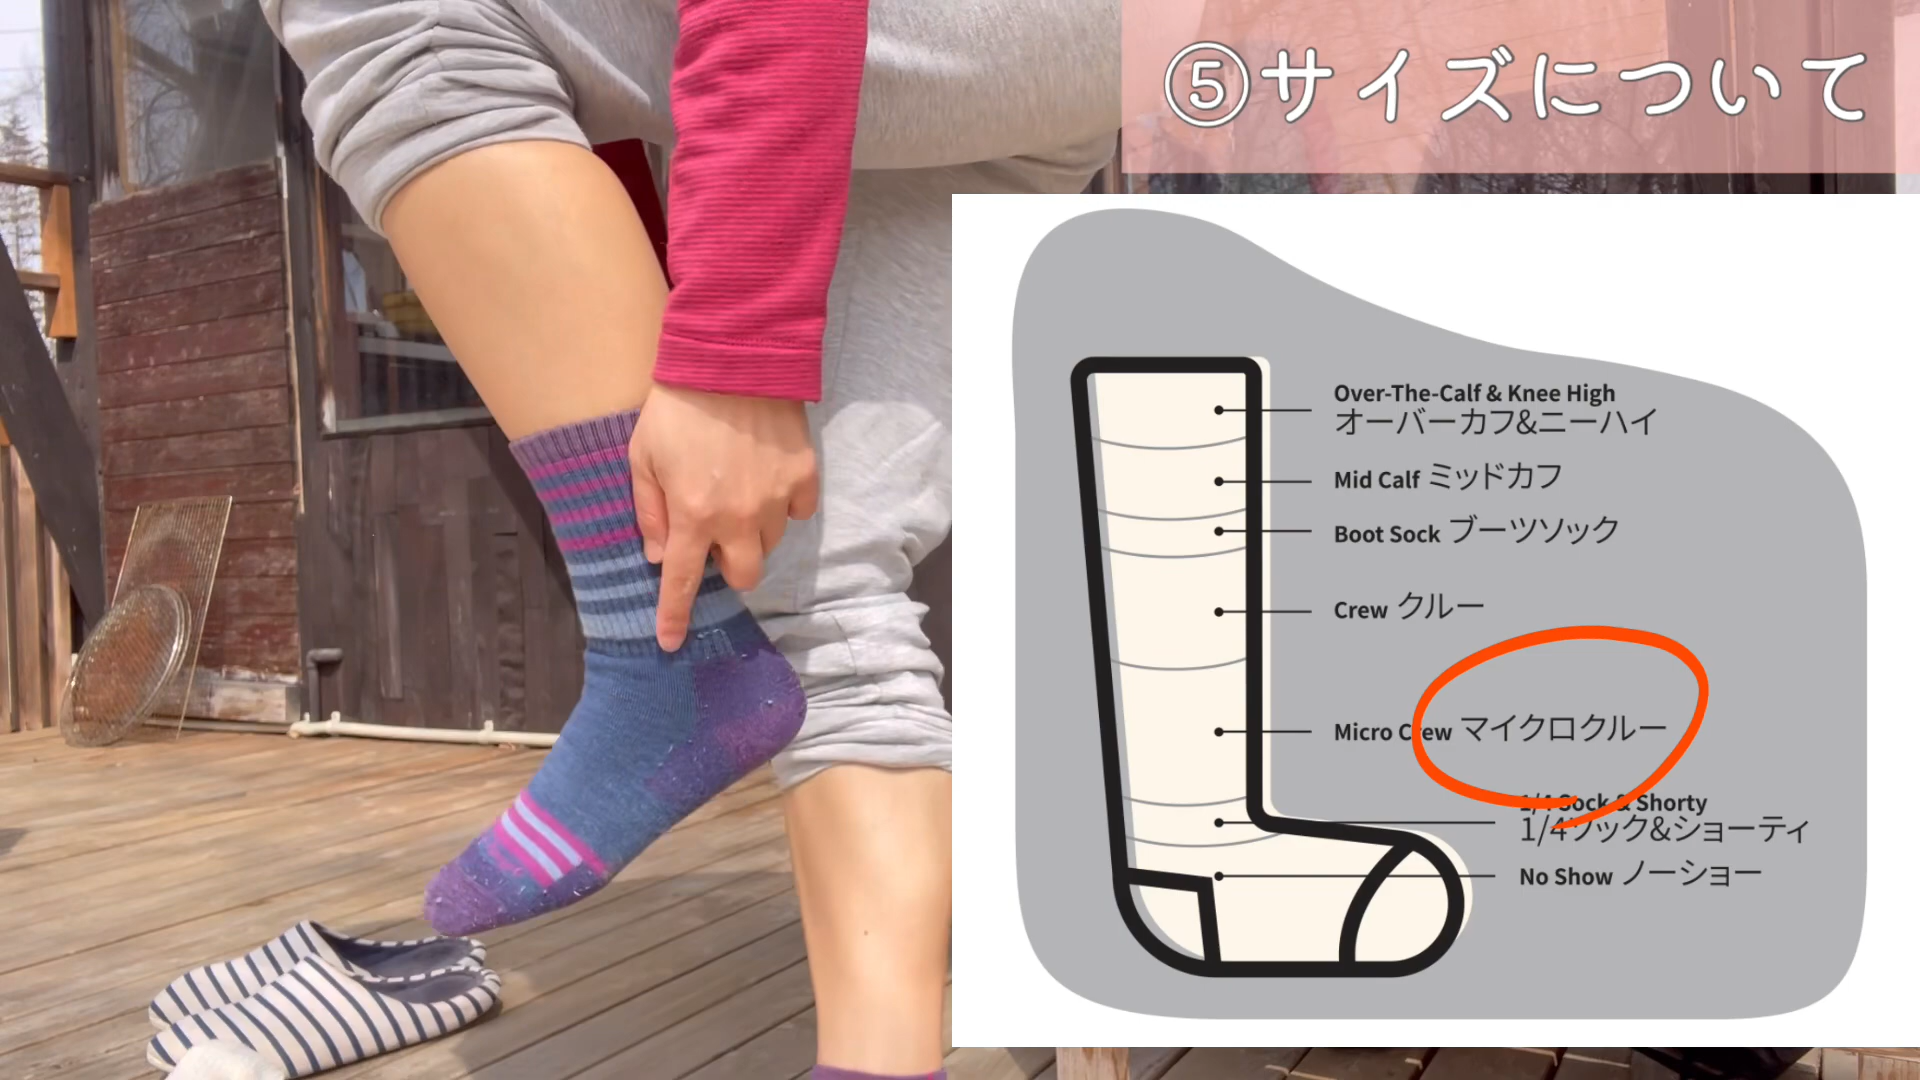 ⑤サイズについて
Over-The-Calf & Knee High
オーバーカフ&ニーハイ
Mid Calf ミッドカフ
Boot Sock ブーツソック
Crew クルー
Micro Crew マイクロクルー
1/4 Sock & Shorty
1/4ソック&ショーティ
No Show ノーショー